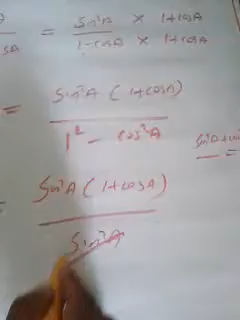 = sin²A × 1+cosA
1-cosA × 1+cosA
= sin²A (1+cosA)
1² - cos²A
sin²A (1+cosA)
sin²A